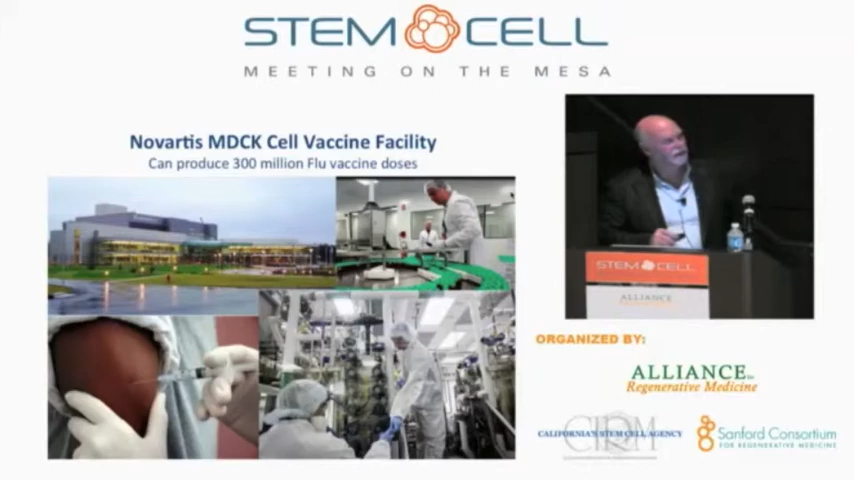 STEM CELL
MEETING ON THE MESA
Novartis MDCK Cell Vaccine Facility
Can produce 300 million Flu vaccine doses
STEM CELL
ALLIANCE
ORGANIZED BY:
ALLIANCE
Regenerative Medicine
CIRM
CALIFORNIA'S STEM CELL AGENCY
Sanford Consortium
FOR REGENERATIVE MEDICINE